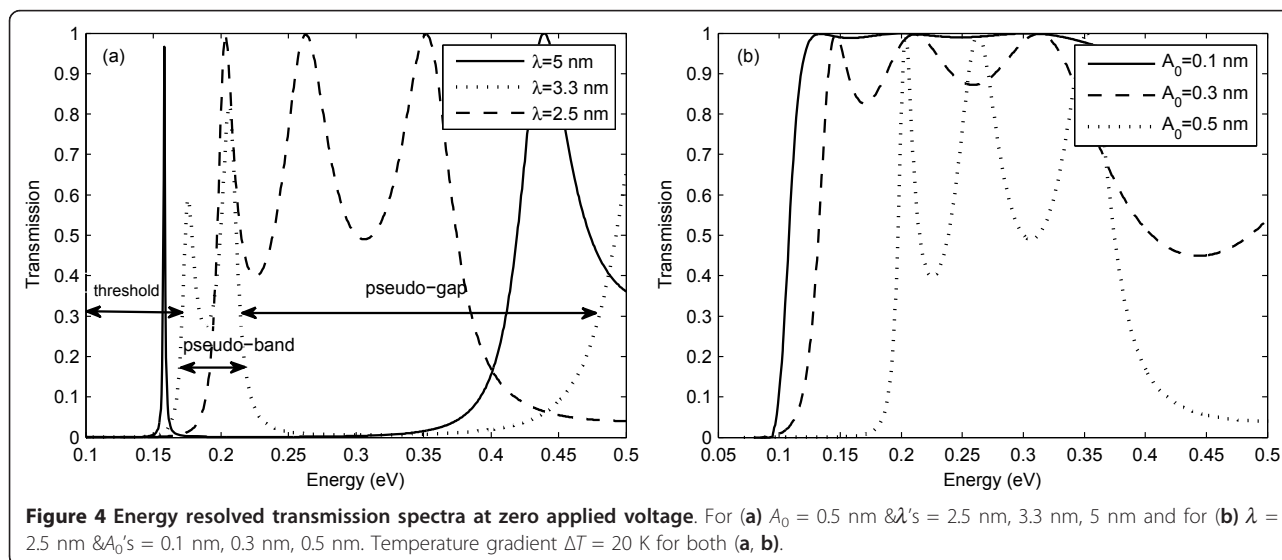 (a)
λ=5 nm
λ=3.3 nm
λ=2.5 nm
threshold
pseudo−gap
pseudo−band
Transmission
1
0.9
0.8
0.7
0.6
0.5
0.4
0.3
0.2
0.1
0
0.1 0.15 0.2 0.25 0.3 0.35 0.4 0.45 0.5
Energy (eV)
(b)
A₀=0.1 nm
A₀=0.3 nm
A₀=0.5 nm
Transmission
1
0.9
0.8
0.7
0.6
0.5
0.4
0.3
0.2
0.1
0
0.05 0.1 0.15 0.2 0.25 0.3 0.35 0.4 0.45 0.5
Energy (eV)
Figure 4 Energy resolved transmission spectra at zero applied voltage. For (a) A₀ = 0.5 nm &λ's = 2.5 nm, 3.3 nm, 5 nm and for (b) λ =
2.5 nm &A₀'s = 0.1 nm, 0.3 nm, 0.5 nm. Temperature gradient ΔT = 20 K for both (a, b).